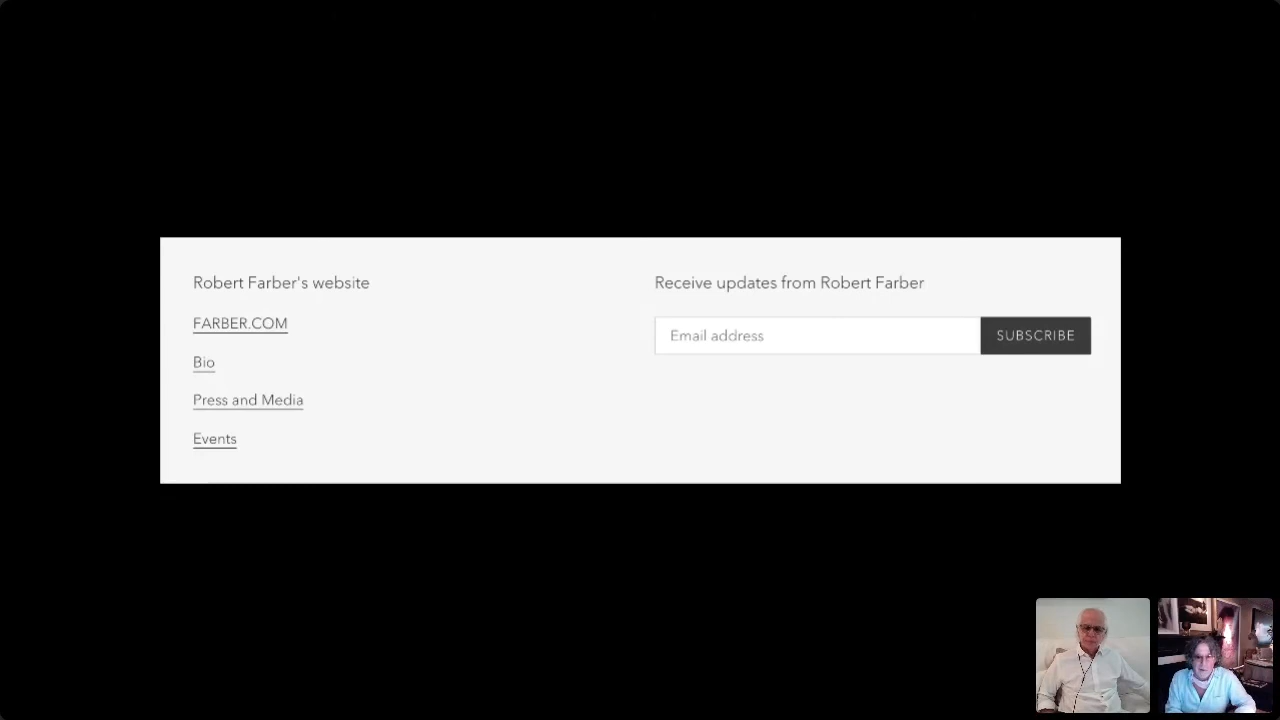 Robert Farber's website
FARBER.COM
Bio
Press and Media
Events
Receive updates from Robert Farber
Email address
SUBSCRIBE